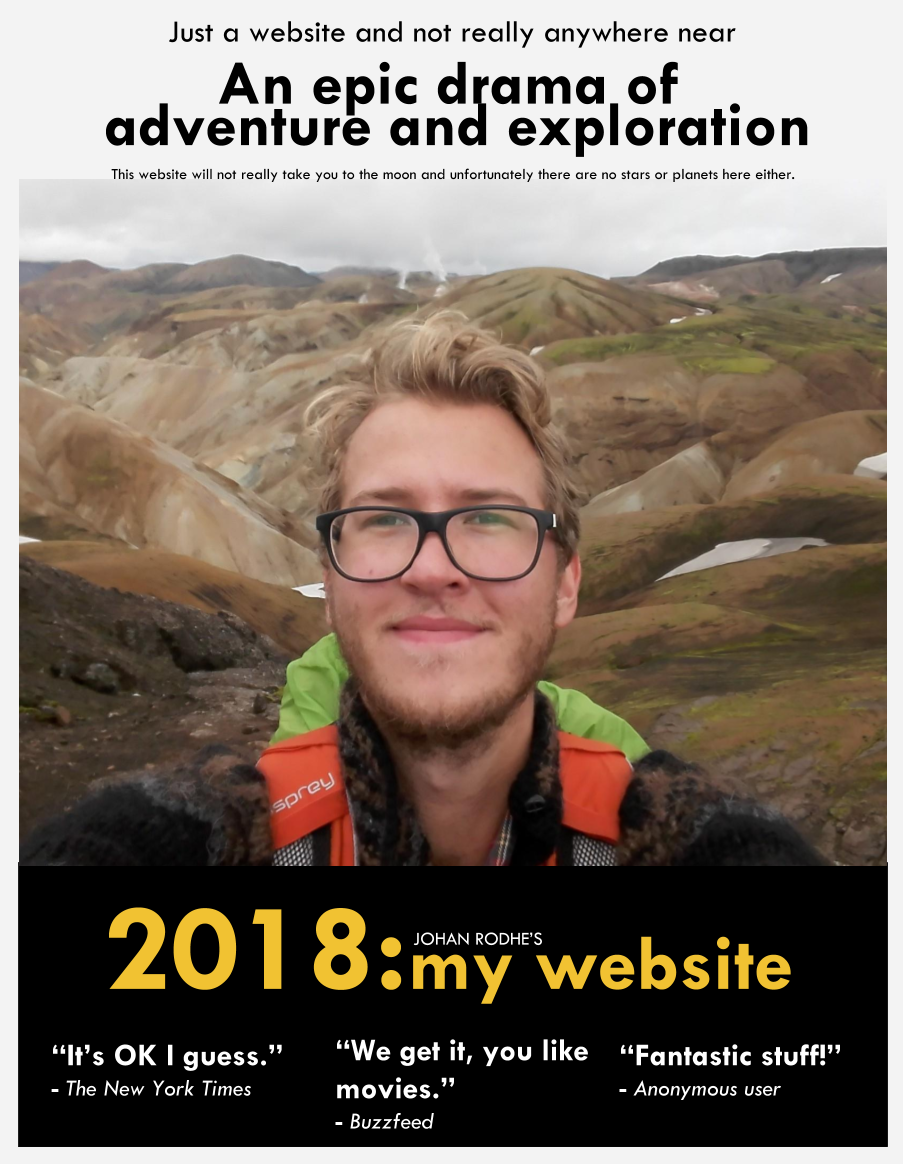 Just a website and not really anywhere near
An epic drama of
adventure and exploration
This website will not really take you to the moon and unfortunately there are no stars or planets here either.
sprey
2018:
JOHAN RODHE'S
my website
“It’s OK I guess.”
- The New York Times
“We get it, you like
movies.”
- Buzzfeed
“Fantastic stuff!”
- Anonymous user